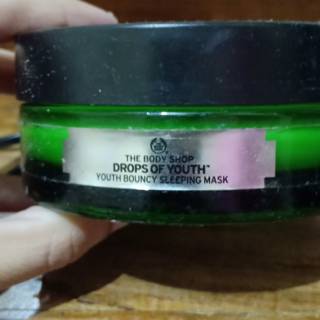 THE BODY SHOP
DROPS OF YOUTH™
YOUTH BOUNCY SLEEPING MASK